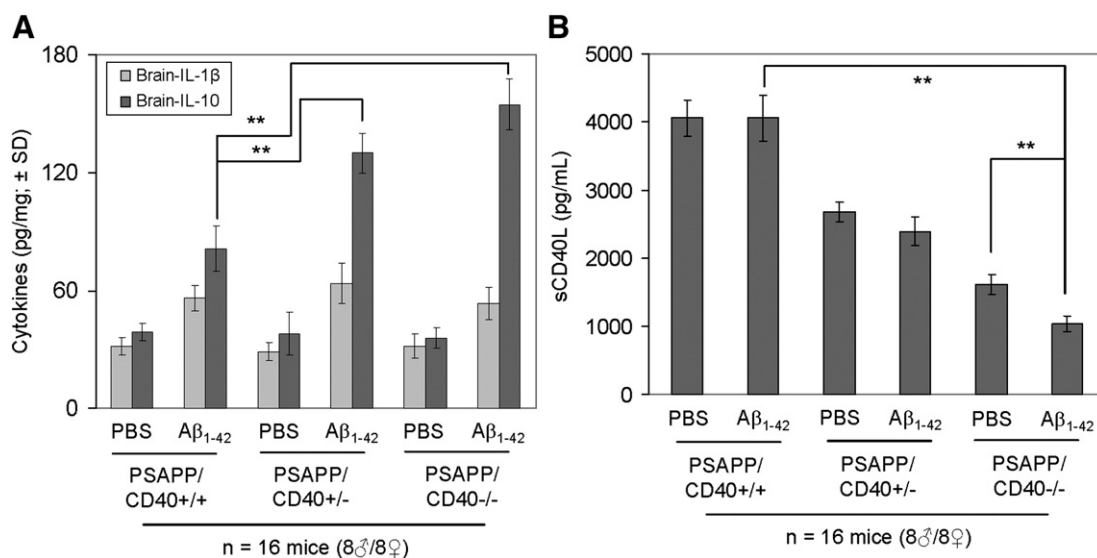 A
180
120
60
0
Cytokines (pg/mg; ± SD)
Brain-IL-1β
Brain-IL-10
**
**
PBS Aβ1-42 PBS Aβ1-42 PBS Aβ1-42
PSAPP/ PSAPP/ PSAPP/
CD40+/+ CD40+/- CD40-/-
n = 16 mice (8♂/8♀)
B
5000
4000
3000
2000
1000
0
sCD40L (pg/mL)
**
**
PBS Aβ1-42 PBS Aβ1-42 PBS Aβ1-42
PSAPP/ PSAPP/ PSAPP/
CD40+/+ CD40+/- CD40-/-
n = 16 mice (8♂/8♀)